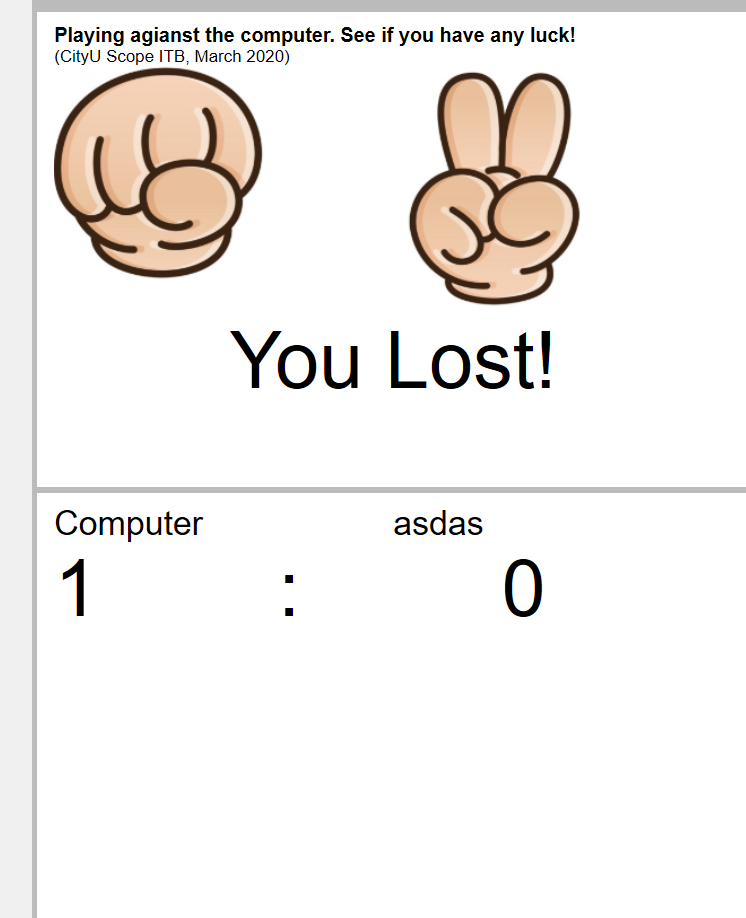 Playing agianst the computer. See if you have any luck!
(CityU Scope ITB, March 2020)
You Lost!
Computer asdas
1 : 0